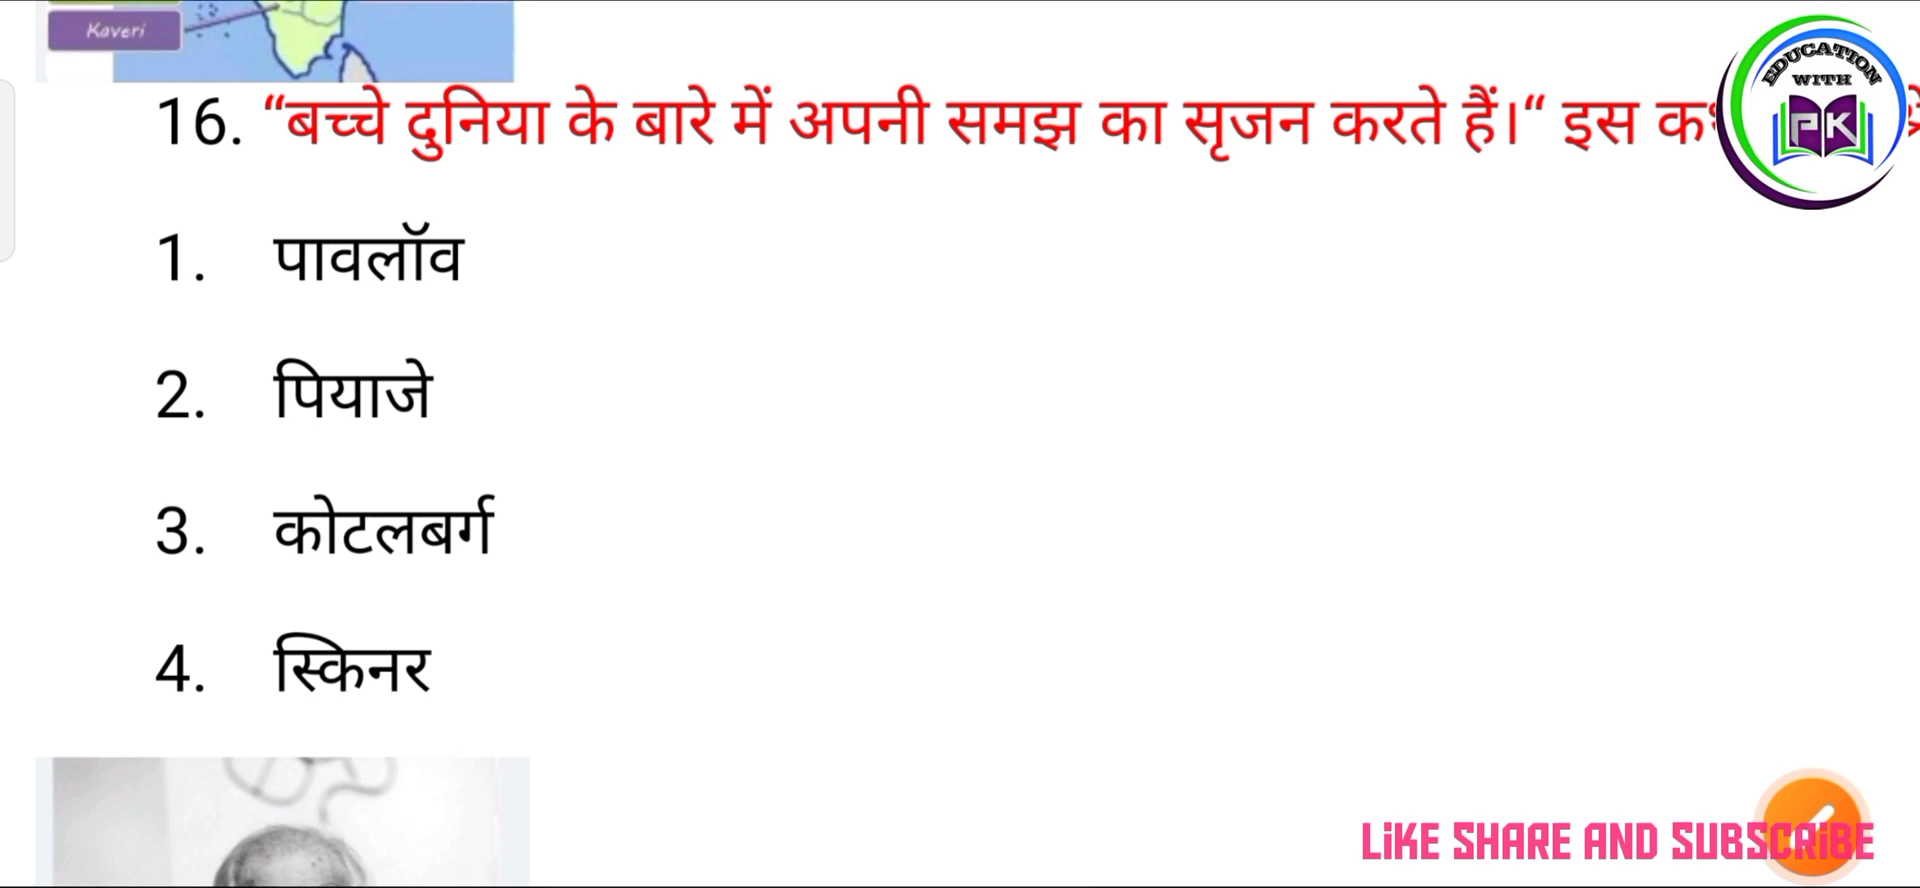 Kaveri
EDUCATION
WITH
PK
16. “बच्चे दुनिया के बारे में अपनी समझ का सृजन करते हैं।“ इस
1. पावलॉव
2. पियाजे
3. कोटलबर्ग
4. स्किनर
LiKE SHARE AND SUBSCRiBE